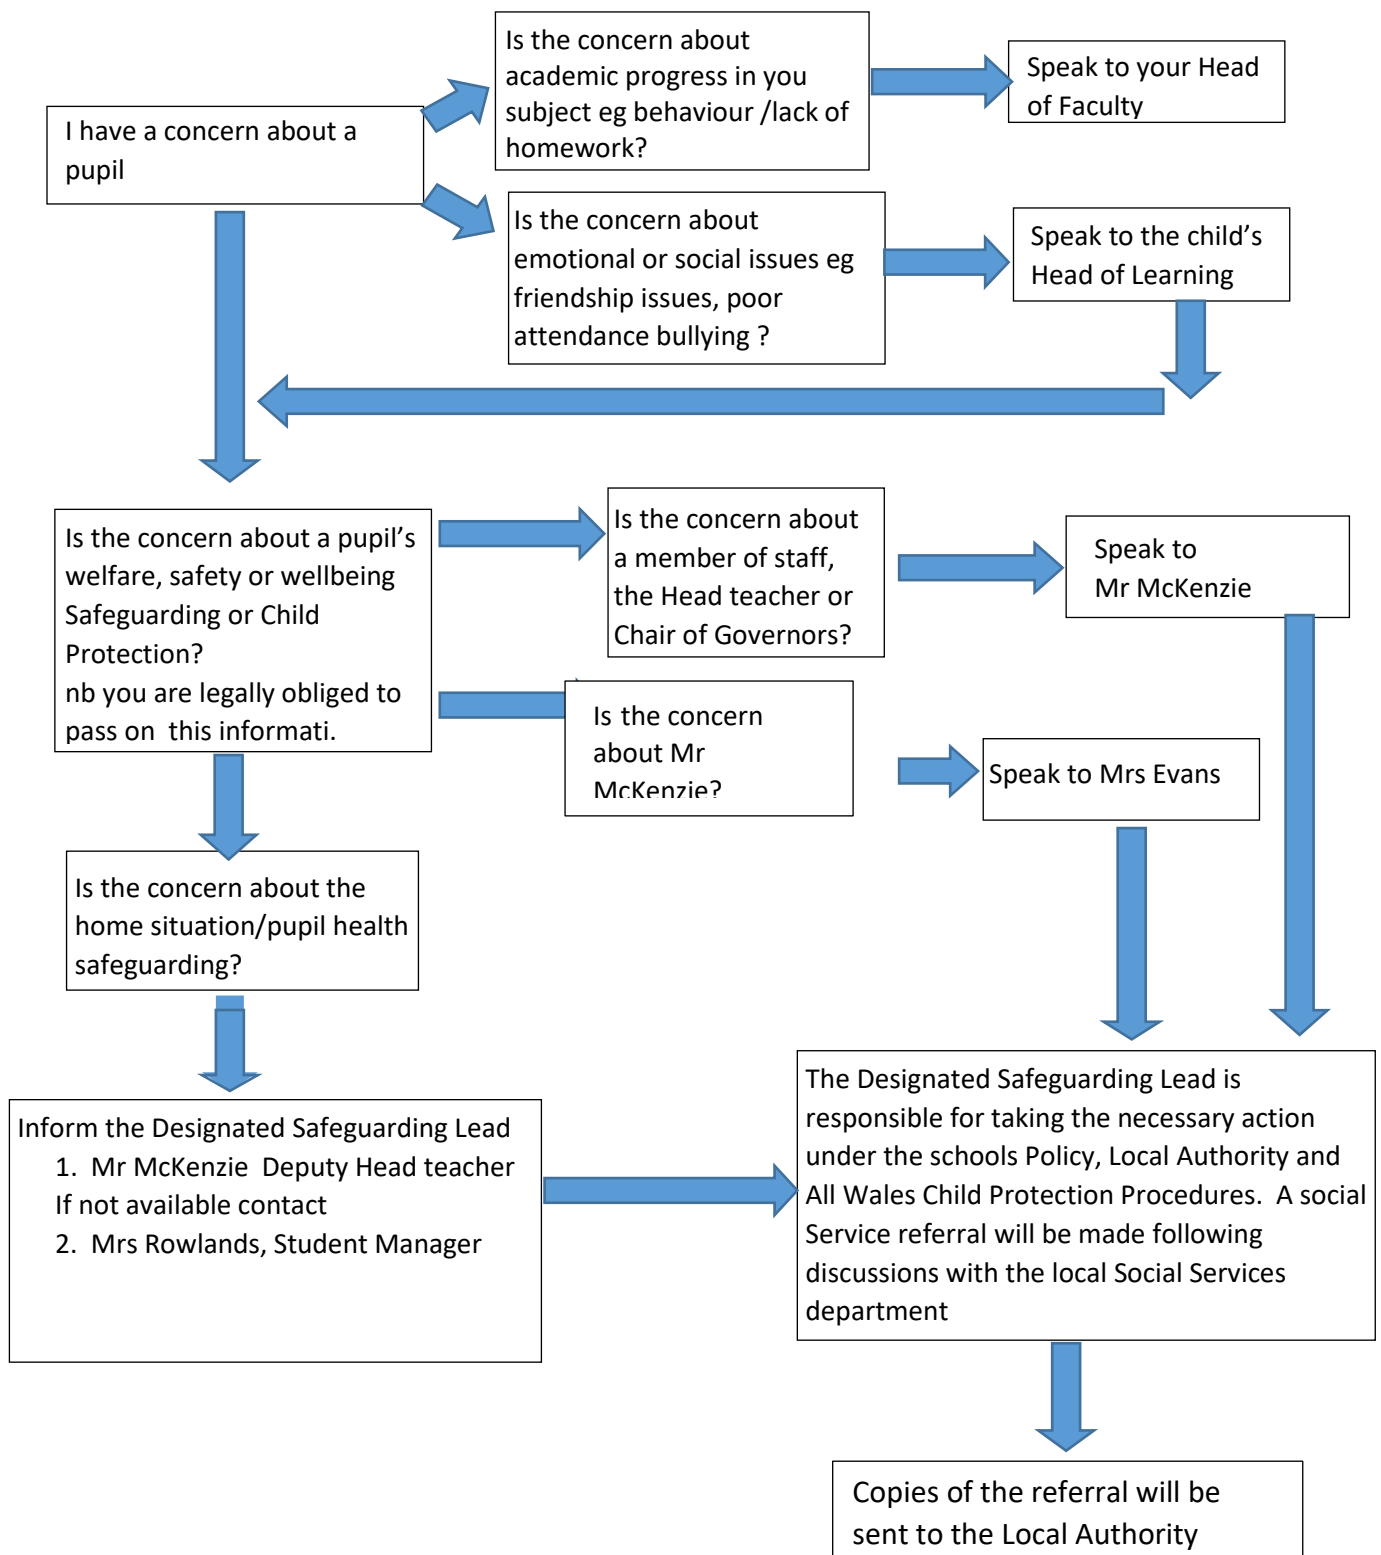 Is the concern about
academic progress in you
subject eg behaviour /lack of
homework?
Speak to your Head
of Faculty
I have a concern about a
pupil
Is the concern about
emotional or social issues eg
friendship issues, poor
attendance bullying ?
Speak to the child’s
Head of Learning
Is the concern about a pupil’s
welfare, safety or wellbeing
Safeguarding or Child
Protection?
nb you are legally obliged to
pass on this informati.
Is the concern about
a member of staff,
the Head teacher or
Chair of Governors?
Speak to
Mr McKenzie
Is the concern
about Mr
McKenzie?
Speak to Mrs Evans
Is the concern about the
home situation/pupil health
safeguarding?
Inform the Designated Safeguarding Lead
1. Mr McKenzie Deputy Head teacher
If not available contact
2. Mrs Rowlands, Student Manager
The Designated Safeguarding Lead is
responsible for taking the necessary action
under the schools Policy, Local Authority and
All Wales Child Protection Procedures. A social
Service referral will be made following
discussions with the local Social Services
department
Copies of the referral will be
sent to the Local Authority